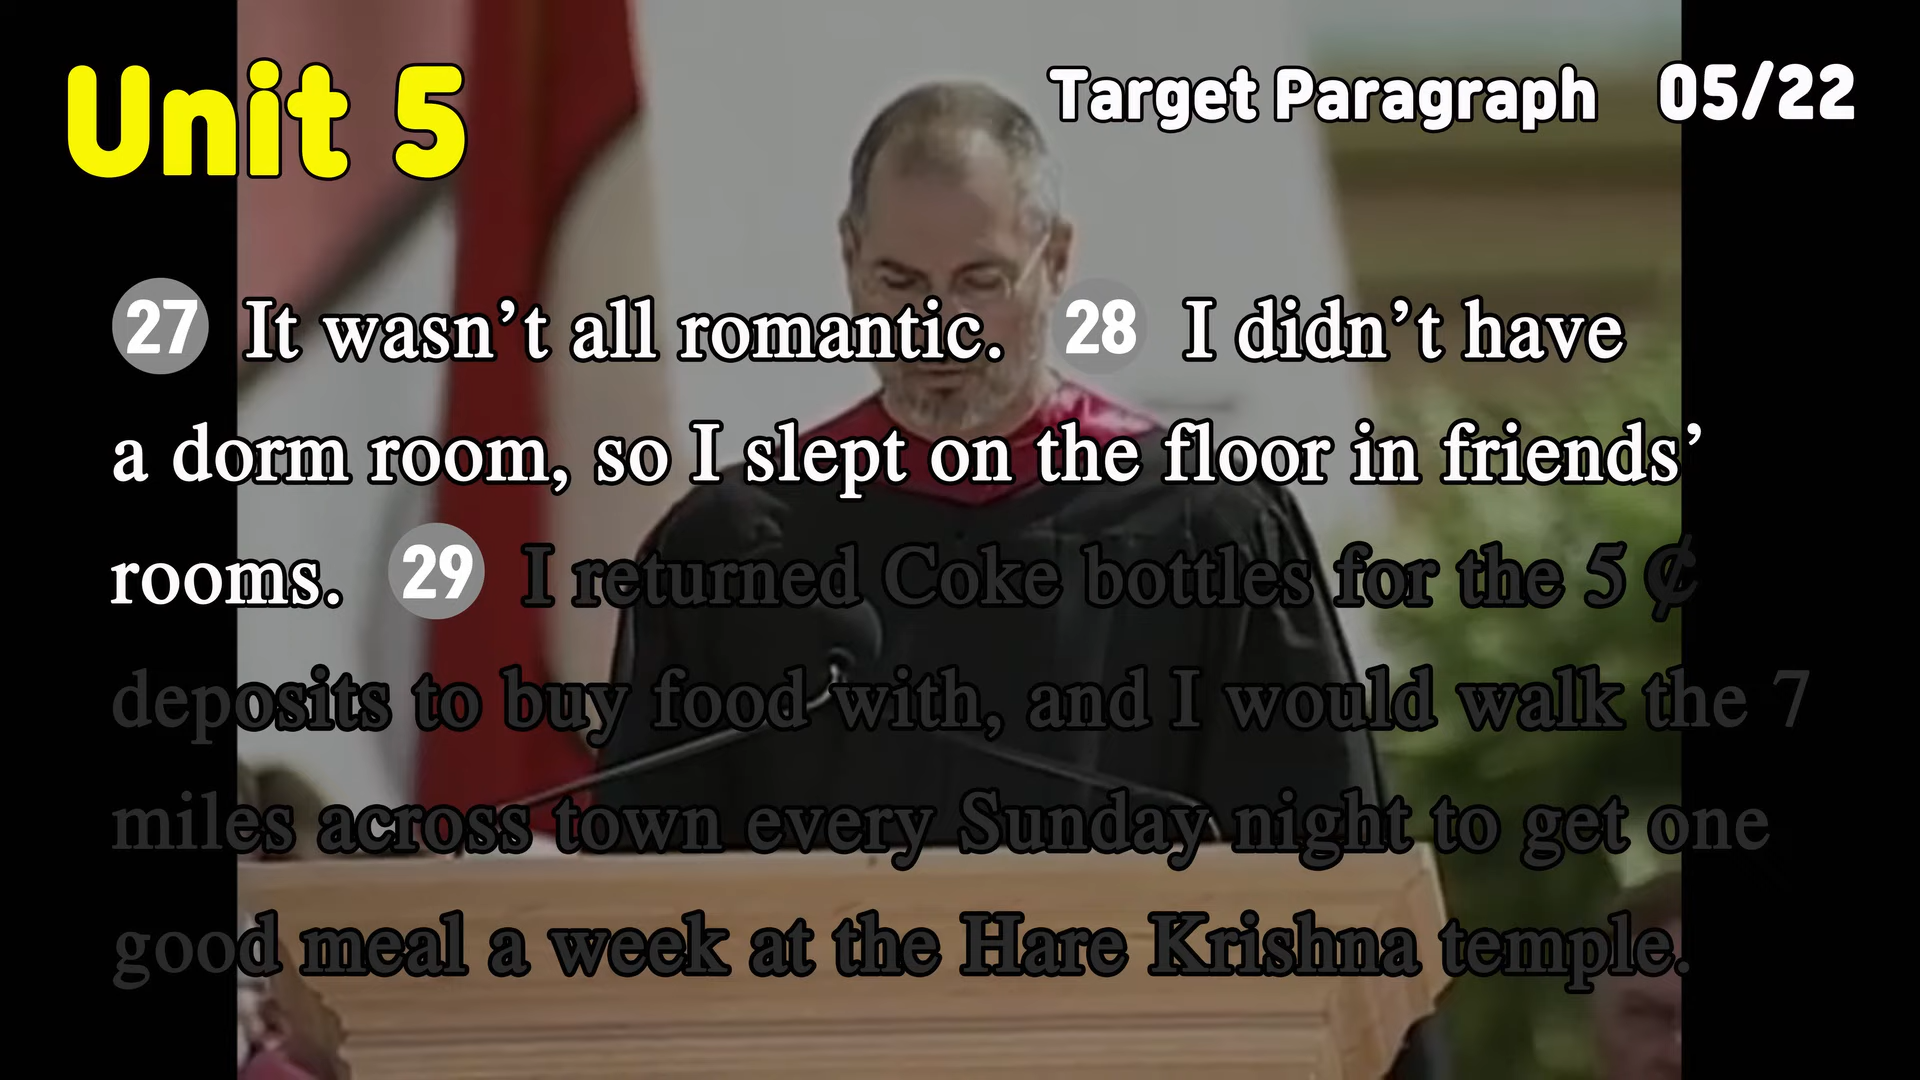 Unit 5
Target Paragraph 05/22
27 It wasn’t all romantic. 28 I didn’t have
a dorm room, so I slept on the floor in friends’
rooms. 29 I returned Coke bottles for the 5 ¢
deposits to buy food with, and I would walk the 7
miles across town every Sunday night to get one
good meal a week at the Hare Krishna temple.